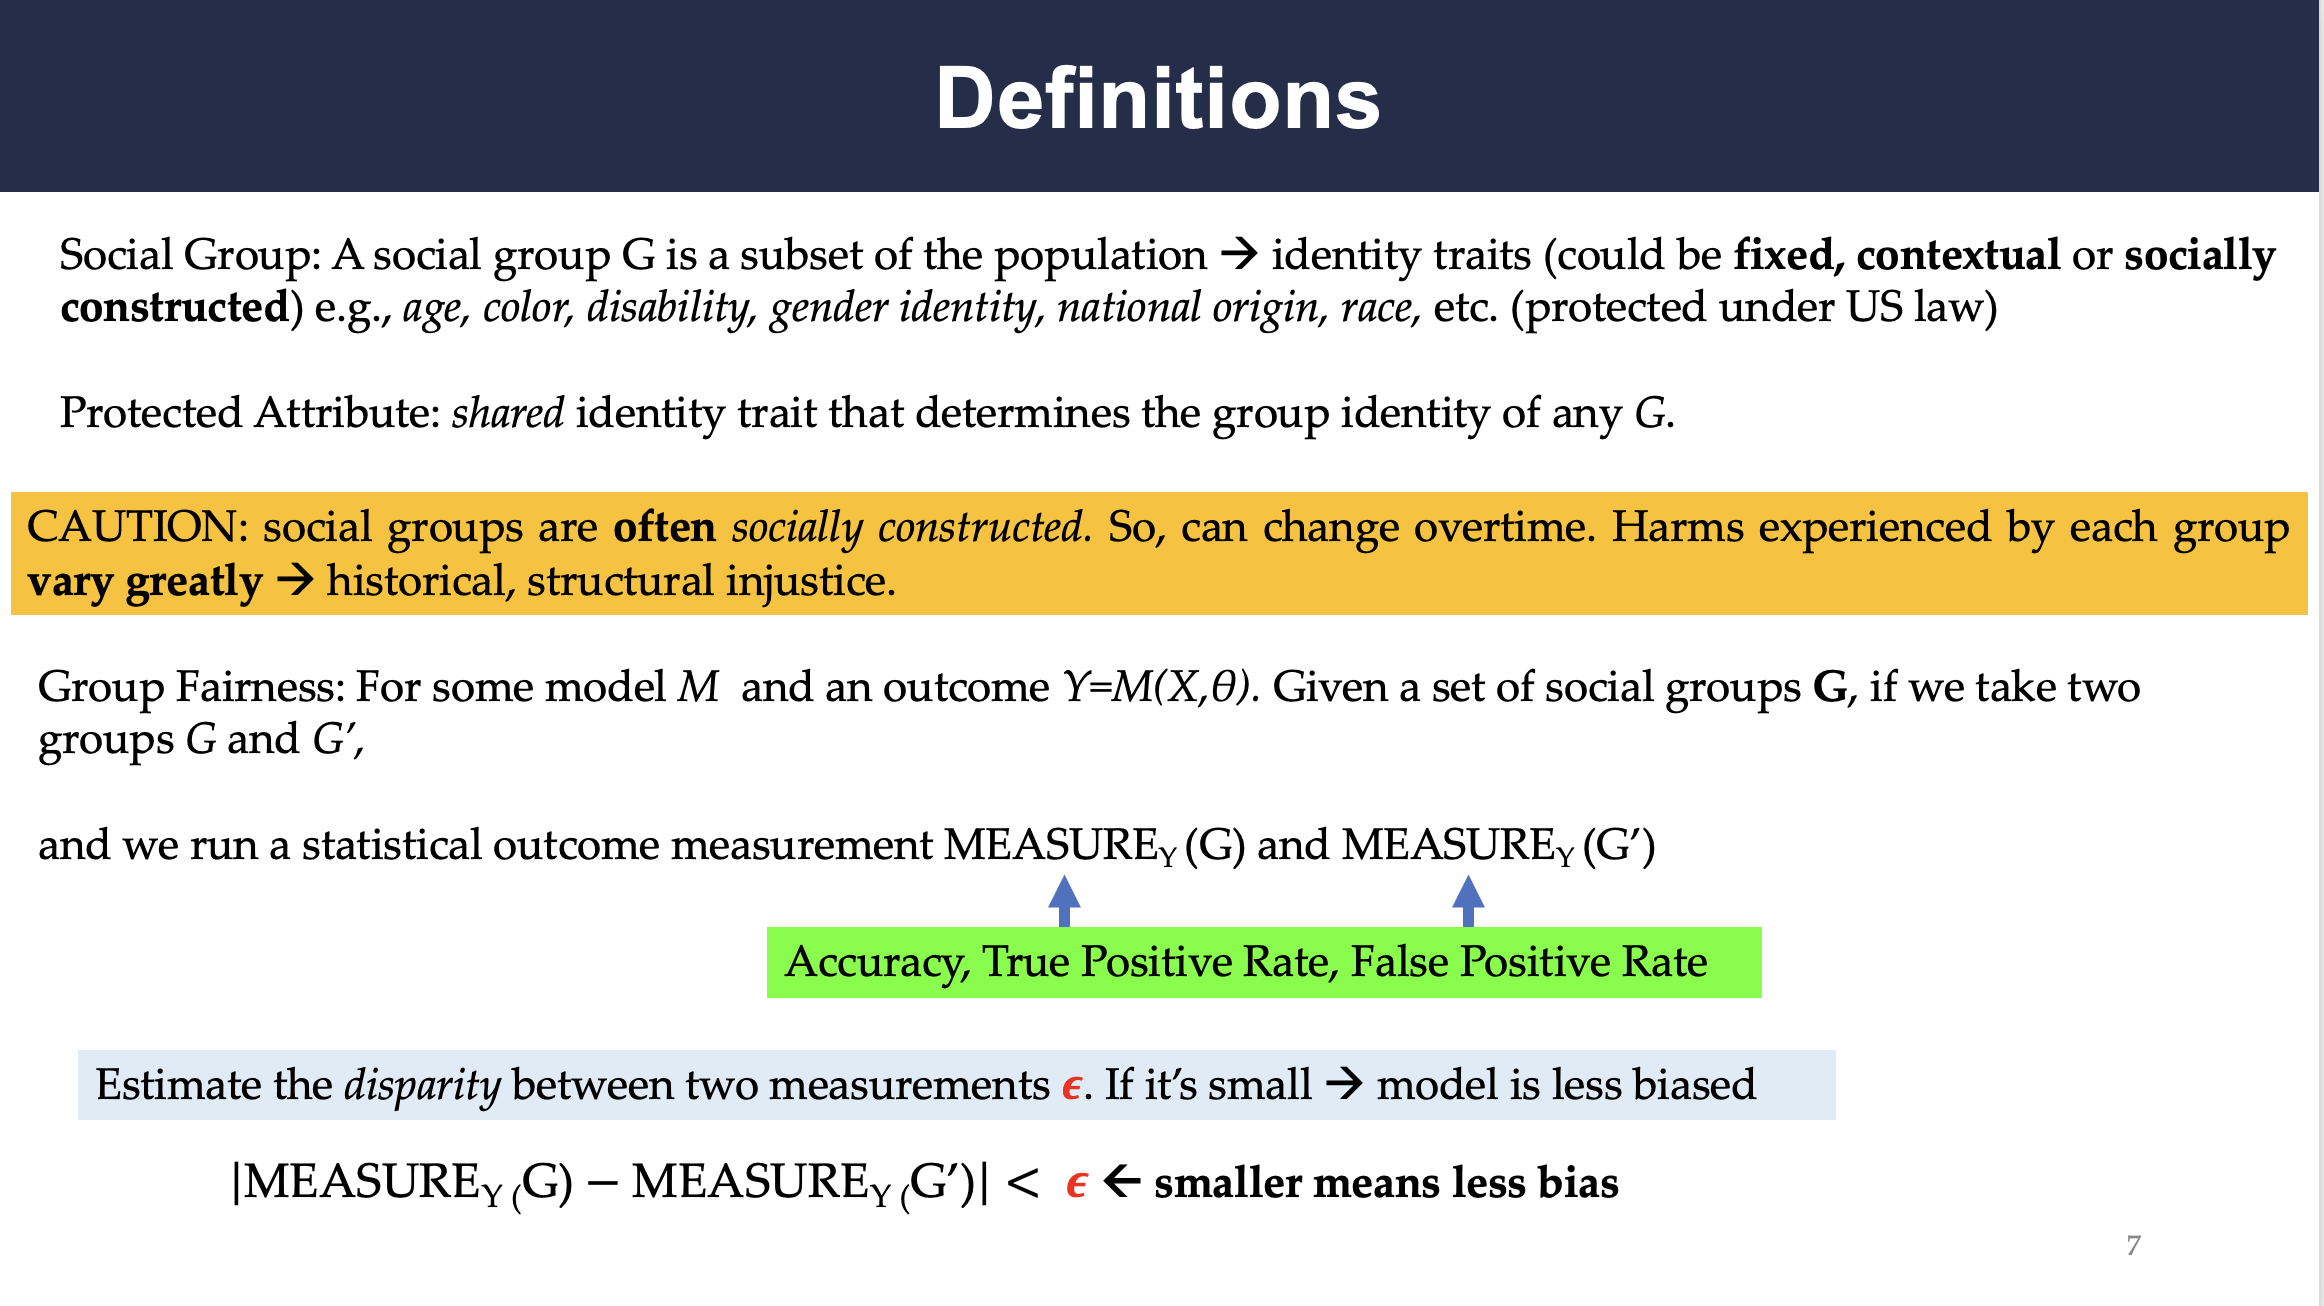 Definitions
Social Group: A social group G is a subset of the population → identity traits (could be fixed, contextual or socially
constructed) e.g., age, color, disability, gender identity, national origin, race, etc. (protected under US law)
Protected Attribute: shared identity trait that determines the group identity of any G.
CAUTION: social groups are often socially constructed. So, can change overtime. Harms experienced by each group
vary greatly → historical, structural injustice.
Group Fairness: For some model M and an outcome Y=M(X,θ). Given a set of social groups G, if we take two
groups G and G’,
and we run a statistical outcome measurement MEASURE_Y (G) and MEASURE_Y (G’)
Accuracy, True Positive Rate, False Positive Rate
Estimate the disparity between two measurements ϵ. If it’s small → model is less biased
|MEASURE_Y (G) − MEASURE_Y (G’)| < ϵ ← smaller means less bias
7